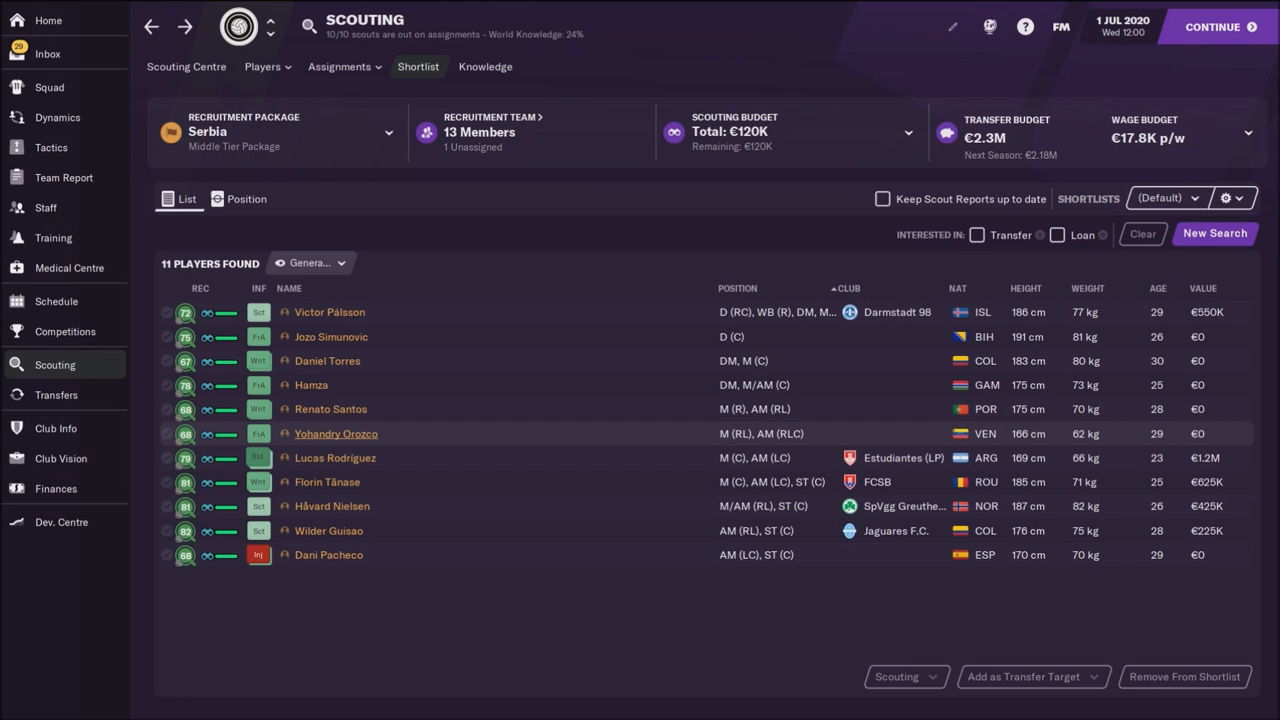 Home
29
Inbox
Squad
Dynamics
Tactics
Team Report
Staff
Training
Medical Centre
Schedule
Competitions
Scouting
Transfers
Club Info
Club Vision
Finances
Dev. Centre
SCOUTING
10/10 scouts are out on assignments - World Knowledge: 24%
? FM
1 JUL 2020
Wed 12:00
CONTINUE
Scouting Centre Players Assignments Shortlist Knowledge
RECRUITMENT PACKAGE
Serbia
Middle Tier Package
RECRUITMENT TEAM
13 Members
1 Unassigned
SCOUTING BUDGET
Total: €120K
Remaining: €120K
TRANSFER BUDGET
€2.3M
Next Season: €2.18M
WAGE BUDGET
€17.8K p/w
List Position Keep Scout Reports up to date SHORTLISTS (Default)
INTERESTED IN: Transfer Loan Clear New Search
11 PLAYERS FOUND Genera...
REC INF NAME POSITION CLUB NAT HEIGHT WEIGHT AGE VALUE
72 Sct Victor Pálsson D (RC), WB (R), DM, M... Darmstadt 98 ISL 186 cm 77 kg 29 €550K
75 FrA Jozo Simunovic D (C) BIH 191 cm 81 kg 26 €0
67 Wnt Daniel Torres DM, M (C) COL 183 cm 80 kg 30 €0
78 FrA Hamza DM, M/AM (C) GAM 175 cm 73 kg 25 €0
68 Wnt Renato Santos M (R), AM (RL) POR 175 cm 70 kg 28 €0
68 FrA Yohandry Orozco M (RL), AM (RLC) VEN 166 cm 62 kg 29 €0
79 Bid Lucas Rodríguez M (C), AM (LC) Estudiantes (LP) ARG 169 cm 66 kg 23 €1.2M
81 Wnt Florin Tănase M (C), AM (LC), ST (C) FCSB ROU 185 cm 71 kg 25 €625K
81 Sct Håvard Nielsen M/AM (RL), ST (C) SpVgg Greuthe... NOR 187 cm 82 kg 26 €425K
82 Sct Wilder Guisao AM (RL), ST (C) Jaguares F.C. COL 176 cm 75 kg 24 €225K
68 Inj Dani Pacheco AM (LC), ST (C) ESP 170 cm 70 kg 29 €0
Scouting Add as Transfer Target Remove From Shortlist